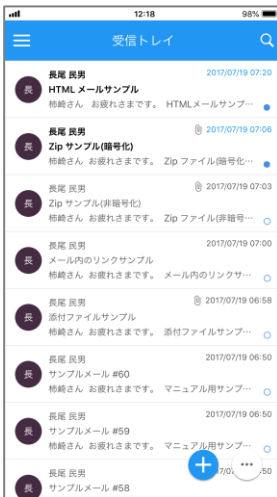 12:18 98%
受信トレイ
長 長尾 民男 2017/07/19 07:20
HTML メールサンプル
柿崎さん お疲れさまです。 HTMLメールサンプ…
長 長尾 民男 2017/07/19 07:06
Zip サンプル(暗号化)
柿崎さん お疲れさまです。 Zip ファイル(暗号化…
長 長尾 民男 2017/07/19 07:03
Zip サンプル(非暗号化)
柿崎さん お疲れさまです。 Zip ファイル(非暗号…
長 長尾 民男 2017/07/19 07:00
メール内のリンクサンプル
柿崎さん お疲れさまです。 メール内のリンクサ…
長 長尾 民男 2017/07/19 06:58
添付ファイルサンプル
柿崎さん お疲れさまです。 添付ファイルサンプ…
長 長尾 民男 2017/07/19 06:50
サンプルメール #60
柿崎さん お疲れさまです。 マニュアル用サンプ…
長 長尾 民男 2017/07/19 06:50
サンプルメール #59
柿崎さん お疲れさまです。 マニュアル用サンプ…
長 長尾 民男
サンプルメール #58